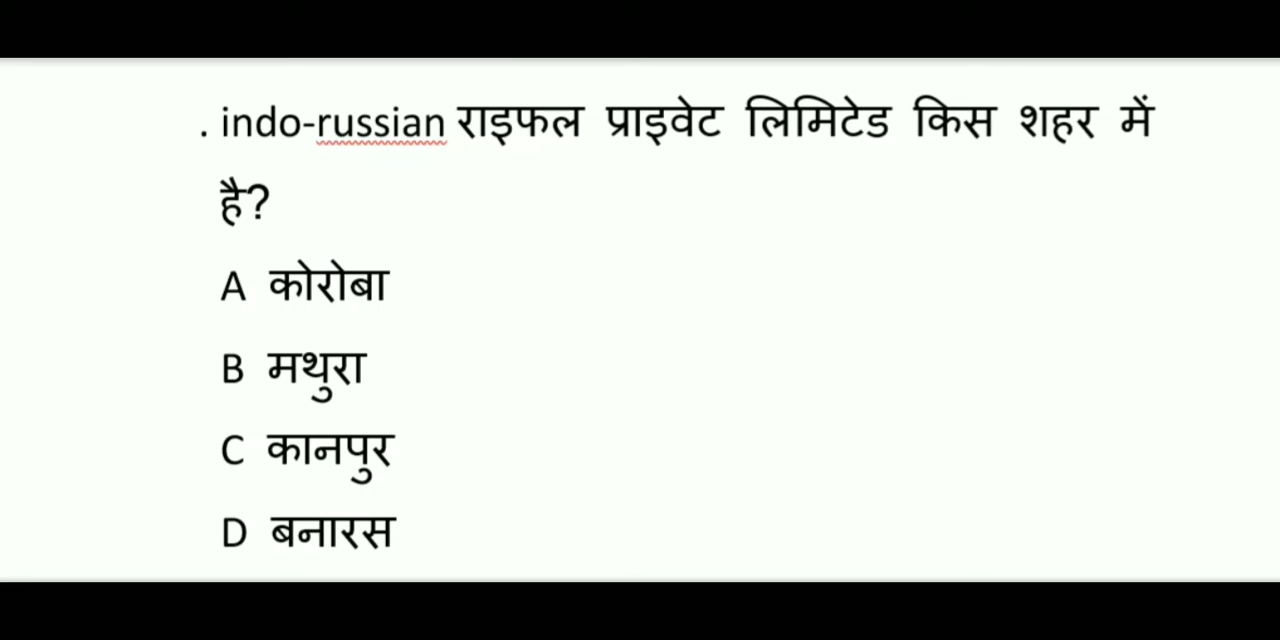 . indo-russian राइफल प्राइवेट लिमिटेड किस शहर में
है?
A कोरोबा
B मथुरा
C कानपुर
D बनारस